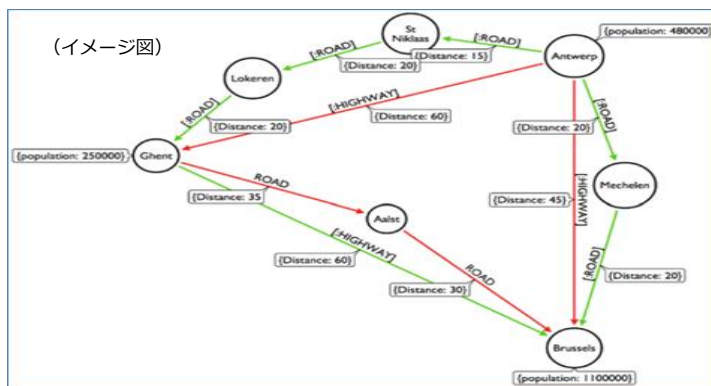 (イメージ図)
St
Niklaas
[:ROAD]
{population: 480000}
[:ROAD]
{Distance: 15}
Antwerp
{Distance: 20}
Lokeren
[:HIGHWAY]
[:ROAD]
{Distance: 60}
{Distance: 20}
{Distance: 20}
[:ROAD]
{population: 250000}
Ghent
ROAD
[:HIGHWAY]
Mechelen
{Distance: 35}
{Distance: 45}
Aalst
[:HIGHWAY]
{Distance: 60}
ROAD
[:ROAD]
{Distance: 20}
{Distance: 30}
Brussels
{population: 1100000}